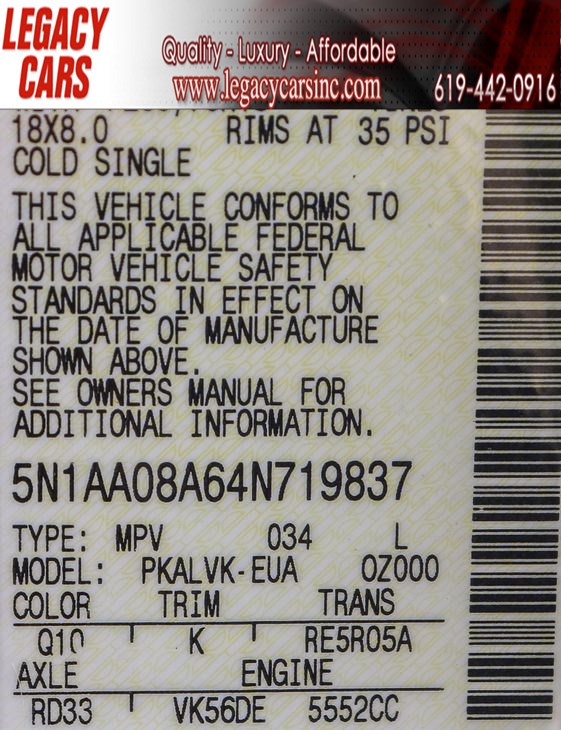 LEGACY
CARS
Quality - Luxury - Affordable
www.legacycarsinc.com
619-442-0916
18X8.0 RIMS AT 35 PSI
COLD SINGLE
THIS VEHICLE CONFORMS TO
ALL APPLICABLE FEDERAL
MOTOR VEHICLE SAFETY
STANDARDS IN EFFECT ON
THE DATE OF MANUFACTURE
SHOWN ABOVE.
SEE OWNERS MANUAL FOR
ADDITIONAL INFORMATION.
5N1AA08A64N719837
TYPE: MPV 034 L
MODEL: PKALVK-EUA 0Z000
COLOR TRIM TRANS
Q10 K RE5R05A
AXLE ENGINE
RD33 VK56DE 5552CC